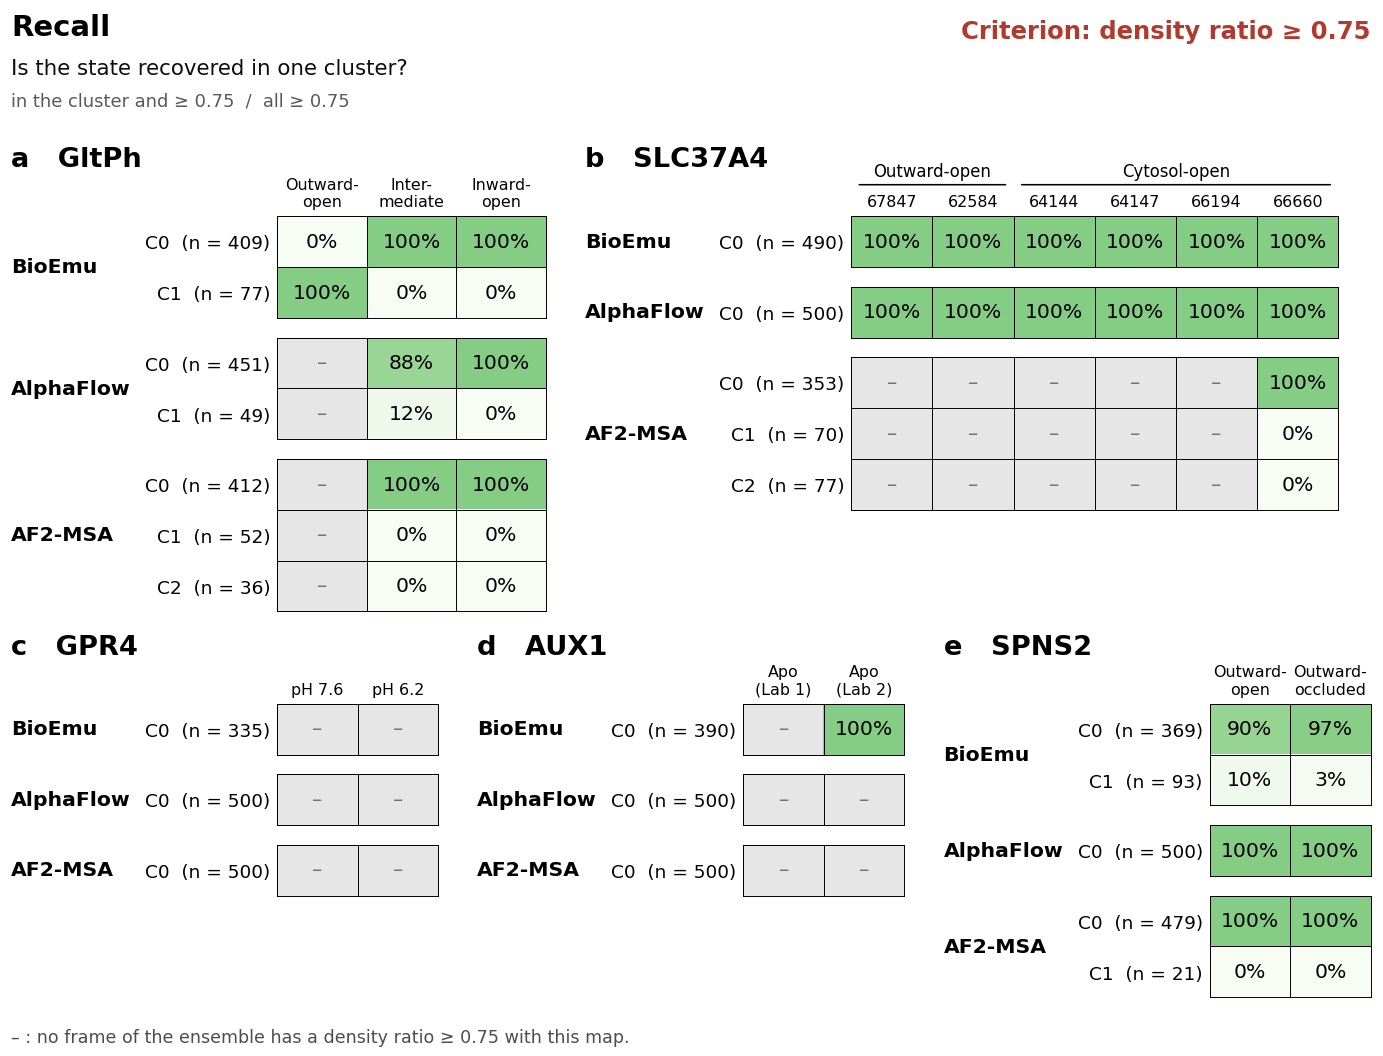 Recall
Criterion: density ratio ≥ 0.75
Is the state recovered in one cluster?
in the cluster and ≥ 0.75 / all ≥ 0.75
a GltPh
Outward-open Inter-mediate Inward-open
BioEmu
C0 (n = 409) 0% 100% 100%
C1 (n = 77) 100% 0% 0%
AlphaFlow
C0 (n = 451) – 88% 100%
C1 (n = 49) – 12% 0%
AF2-MSA
C0 (n = 412) – 100% 100%
C1 (n = 52) – 0% 0%
C2 (n = 36) – 0% 0%
b SLC37A4
Outward-open Cytosol-open
67847 62584 64144 64147 66194 66660
BioEmu C0 (n = 490) 100% 100% 100% 100% 100% 100%
AlphaFlow C0 (n = 500) 100% 100% 100% 100% 100% 100%
AF2-MSA
C0 (n = 353) – – – – – 100%
C1 (n = 70) – – – – – 0%
C2 (n = 77) – – – – – 0%
c GPR4
pH 7.6 pH 6.2
BioEmu C0 (n = 335) – –
AlphaFlow C0 (n = 500) – –
AF2-MSA C0 (n = 500) – –
d AUX1
Apo Apo
(Lab 1) (Lab 2)
BioEmu C0 (n = 390) – 100%
AlphaFlow C0 (n = 500) – –
AF2-MSA C0 (n = 500) – –
e SPNS2
Outward- Outward-
open occluded
BioEmu
C0 (n = 369) 90% 97%
C1 (n = 93) 10% 3%
AlphaFlow C0 (n = 500) 100% 100%
AF2-MSA
C0 (n = 479) 100% 100%
C1 (n = 21) 0% 0%
– : no frame of the ensemble has a density ratio ≥ 0.75 with this map.